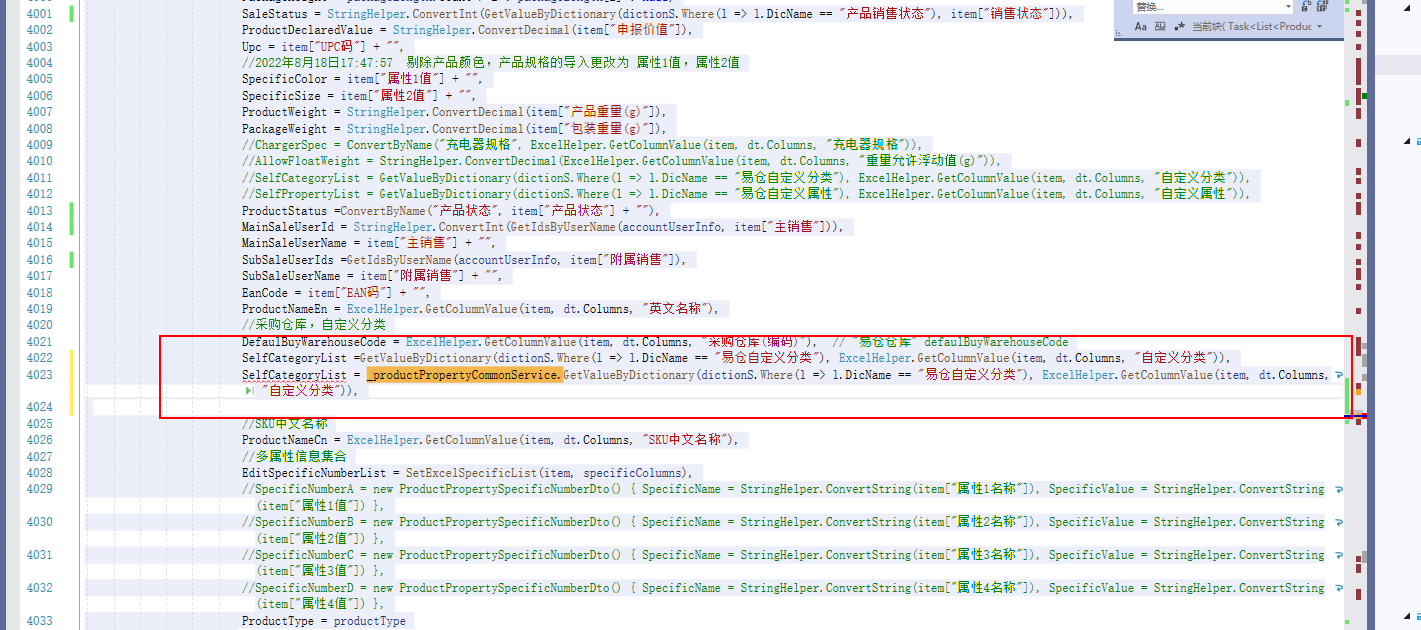 替换...
Aa 当前块( Task<List<Produc
4001 SaleStatus = StringHelper.ConvertInt(GetValueByDictionary(dictionS.Where(l => l.DicName == "产品销售状态"), item["销售状态"])),
4002 ProductDeclaredValue = StringHelper.ConvertDecimal(item["申报价值"]),
4003 Upc = item["UPC码"] + "",
4004 //2022年8月18日17:47:57 剔除产品颜色，产品规格的导入更改为 属性1值，属性2值
4005 SpecificColor = item["属性1值"] + "",
4006 SpecificSize = item["属性2值"] + "",
4007 ProductWeight = StringHelper.ConvertDecimal(item["产品重量(g)"]),
4008 PackageWeight = StringHelper.ConvertDecimal(item["包装重量(g)"]),
4009 //ChargerSpec = ConvertByName("充电器规格", ExcelHelper.GetColumnValue(item, dt.Columns, "充电器规格")),
4010 //AllowFloatWeight = StringHelper.ConvertDecimal(ExcelHelper.GetColumnValue(item, dt.Columns, "重量允许浮动值(g)")),
4011 //SelfCategoryList = GetValueByDictionary(dictionS.Where(l => l.DicName == "易仓自定义分类"), ExcelHelper.GetColumnValue(item, dt.Columns, "自定义分类")),
4012 //SelfPropertyList = GetValueByDictionary(dictionS.Where(l => l.DicName == "易仓自定义属性"), ExcelHelper.GetColumnValue(item, dt.Columns, "自定义属性")),
4013 ProductStatus =ConvertByName("产品状态", item["产品状态"] + ""),
4014 MainSaleUserId = StringHelper.ConvertInt(GetIdsByUserName(accountUserInfo, item["主销售"])),
4015 MainSaleUserName = item["主销售"] + "",
4016 SubSaleUserIds =GetIdsByUserName(accountUserInfo, item["附属销售"]),
4017 SubSaleUserName = item["附属销售"] + "",
4018 EanCode = item["EAN码"] + "",
4019 ProductNameEn = ExcelHelper.GetColumnValue(item, dt.Columns, "英文名称"),
4020 //采购仓库，自定义分类
4021 DefaulBuyWarehouseCode = ExcelHelper.GetColumnValue(item, dt.Columns, "采购仓库(编码)"), // "易仓仓库" defaulBuyWarehouseCode
4022 SelfCategoryList =GetValueByDictionary(dictionS.Where(l => l.DicName == "易仓自定义分类"), ExcelHelper.GetColumnValue(item, dt.Columns, "自定义分类")),
4023 SelfCategoryList = _productPropertyCommonService.GetValueByDictionary(dictionS.Where(l => l.DicName == "易仓自定义分类"), ExcelHelper.GetColumnValue(item, dt.Columns,
"自定义分类")),
4024
4025 //SKU中文名称
4026 ProductNameCn = ExcelHelper.GetColumnValue(item, dt.Columns, "SKU中文名称"),
4027 //多属性信息集合
4028 EditSpecificNumberList = SetExcelSpecificList(item, specificColumns),
4029 //SpecificNumberA = new ProductPropertySpecificNumberDto() { SpecificName = StringHelper.ConvertString(item["属性1名称"]), SpecificValue = StringHelper.ConvertString
(item["属性1值"]) },
4030 //SpecificNumberB = new ProductPropertySpecificNumberDto() { SpecificName = StringHelper.ConvertString(item["属性2名称"]), SpecificValue = StringHelper.ConvertString
(item["属性2值"]) },
4031 //SpecificNumberC = new ProductPropertySpecificNumberDto() { SpecificName = StringHelper.ConvertString(item["属性3名称"]), SpecificValue = StringHelper.ConvertString
(item["属性3值"]) },
4032 //SpecificNumberD = new ProductPropertySpecificNumberDto() { SpecificName = StringHelper.ConvertString(item["属性4名称"]), SpecificValue = StringHelper.ConvertString
(item["属性4值"]) },
4033 ProductType = productType